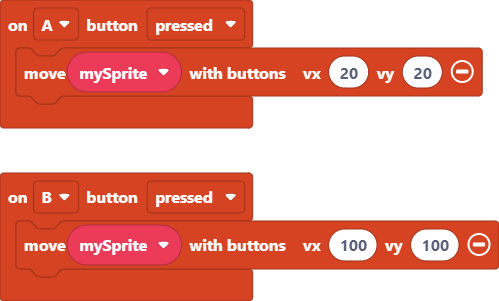 on A button pressed
move mySprite with buttons vx 20 vy 20
on B button pressed
move mySprite with buttons vx 100 vy 100